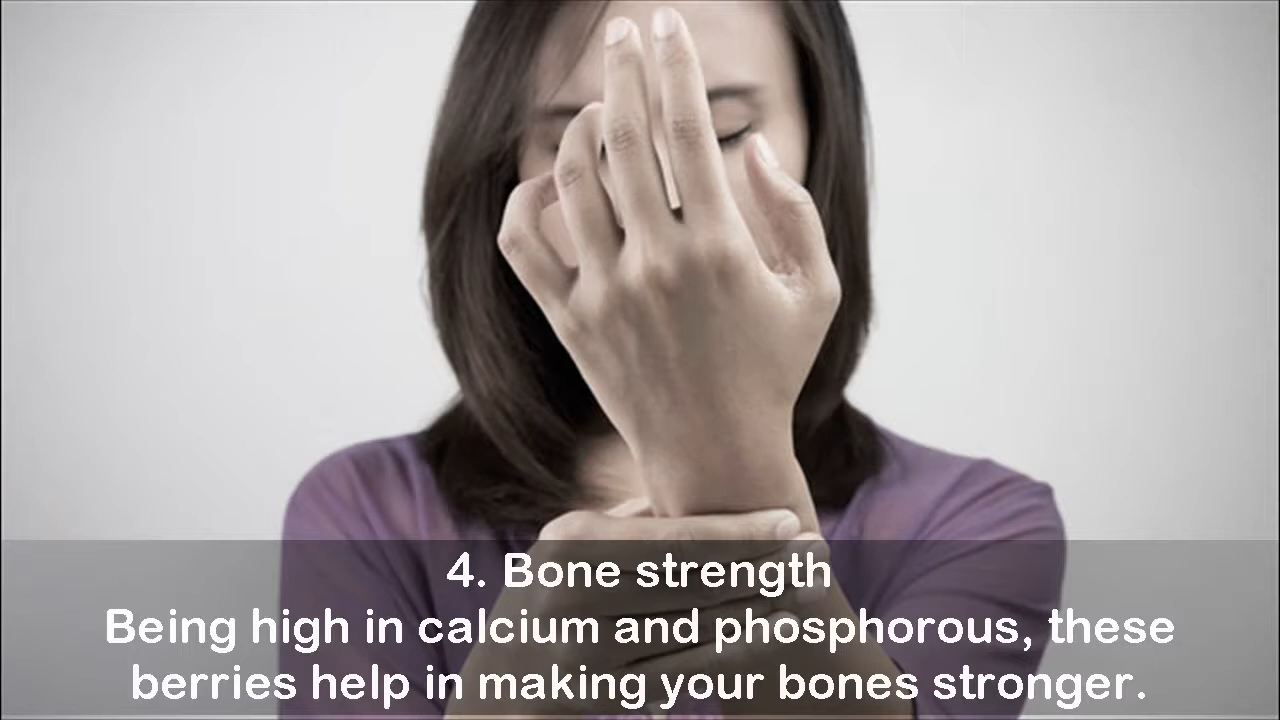 4. Bone strength
Being high in calcium and phosphorous, these
berries help in making your bones stronger.